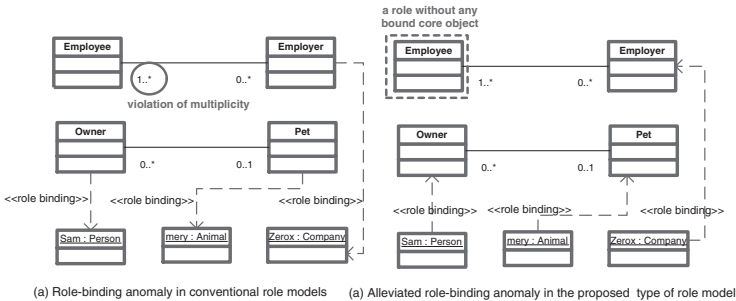 a role without any
bound core object
Employee
Employer
1..*
0..*
violation of multiplicity
Owner
Pet
0..*
0..1
<<role binding>>
<<role binding>>
<<role binding>>
Sam : Person
mery : Animal
Zerox : Company
(a) Role-binding anomaly in conventional role models
Employee
Employer
1..*
0..*
Owner
Pet
0..*
0..1
<<role binding>>
<<role binding>>
<<role binding>>
Sam : Person
mery : Animal
Zerox : Company
(a) Alleviated role-binding anomaly in the proposed type of role model